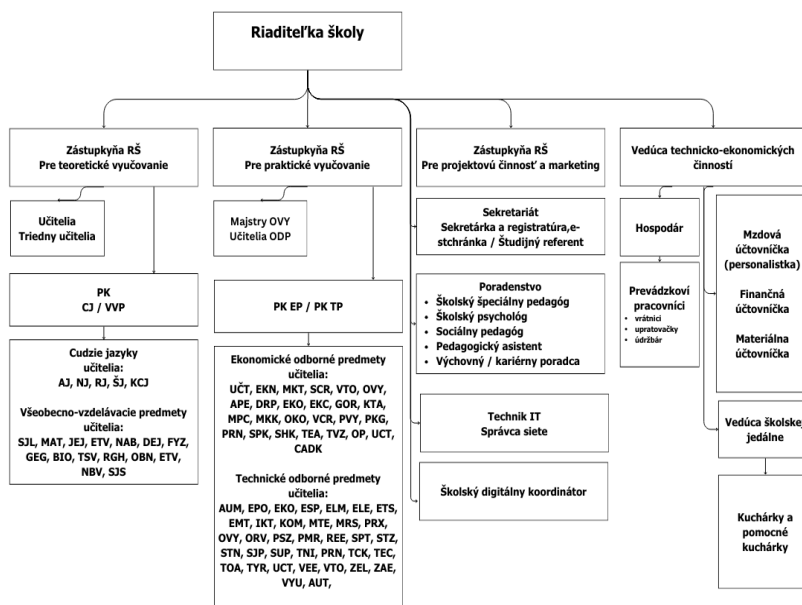 Riaditeľka školy
Zástupkyňa RŠ
Pre teoretické vyučovanie
Zástupkyňa RŠ
Pre praktické vyučovanie
Zástupkyňa RŠ
Pre projektovú činnosť a marketing
Vedúca technicko-ekonomických
činností
Učitelia
Triedny učitelia
Majstry OVY
Učitelia ODP
Sekretariát
Sekretárka a registratúra,e-
stchránka / Študijný referent
Hospodár
Mzdová
účtovníčka
(personalistka)
Finančná
účtovníčka
Materiálna
účtovníčka
PK
CJ / VVP
PK EP / PK TP
Poradenstvo
• Školský špeciálny pedagóg
• Školský psychológ
• Sociálny pedagóg
• Pedagogický asistent
• Výchovný / kariérny poradca
Prevádzkoví
pracovníci
• vrátnici
• upratovačky
• údržbár
Cudzie jazyky
učitelia:
AJ, NJ, RJ, ŠJ, KCJ
Všeobecno-vzdelávacie predmety
učitelia:
SJL, MAT, JEJ, ETV, NAB, DEJ, FYZ,
GEG, BIO, TSV, RGH, OBN, ETV,
NBV, SJS
Ekonomické odborné predmety
učitelia:
UČT, EKN, MKT, SCR, VTO, OVY,
APE, DRP, EKO, EKC, GOR, KTA,
MPC, MKK, OKO, VCR, PVY, PKG,
PRN, SPK, SHK, TEA, TVZ, OP, UCT,
CADK
Technické odborné predmety
učitelia:
AUM, EPO, EKO, ESP, ELM, ELE, ETS,
EMT, IKT, KOM, MTE, MRS, PRX,
OVY, ORV, PSZ, PMR, REE, SPT, STZ,
STN, SJP, SUP, TNI, PRN, TCK, TEC,
TOA, TYR, UCT, VEE, VTO, ZEL, ZAE,
VYU, AUT,
Technik IT
Správca siete
Školský digitálny koordinátor
Vedúca školskej
jedálne
Kuchárky a
pomocné
kuchárky